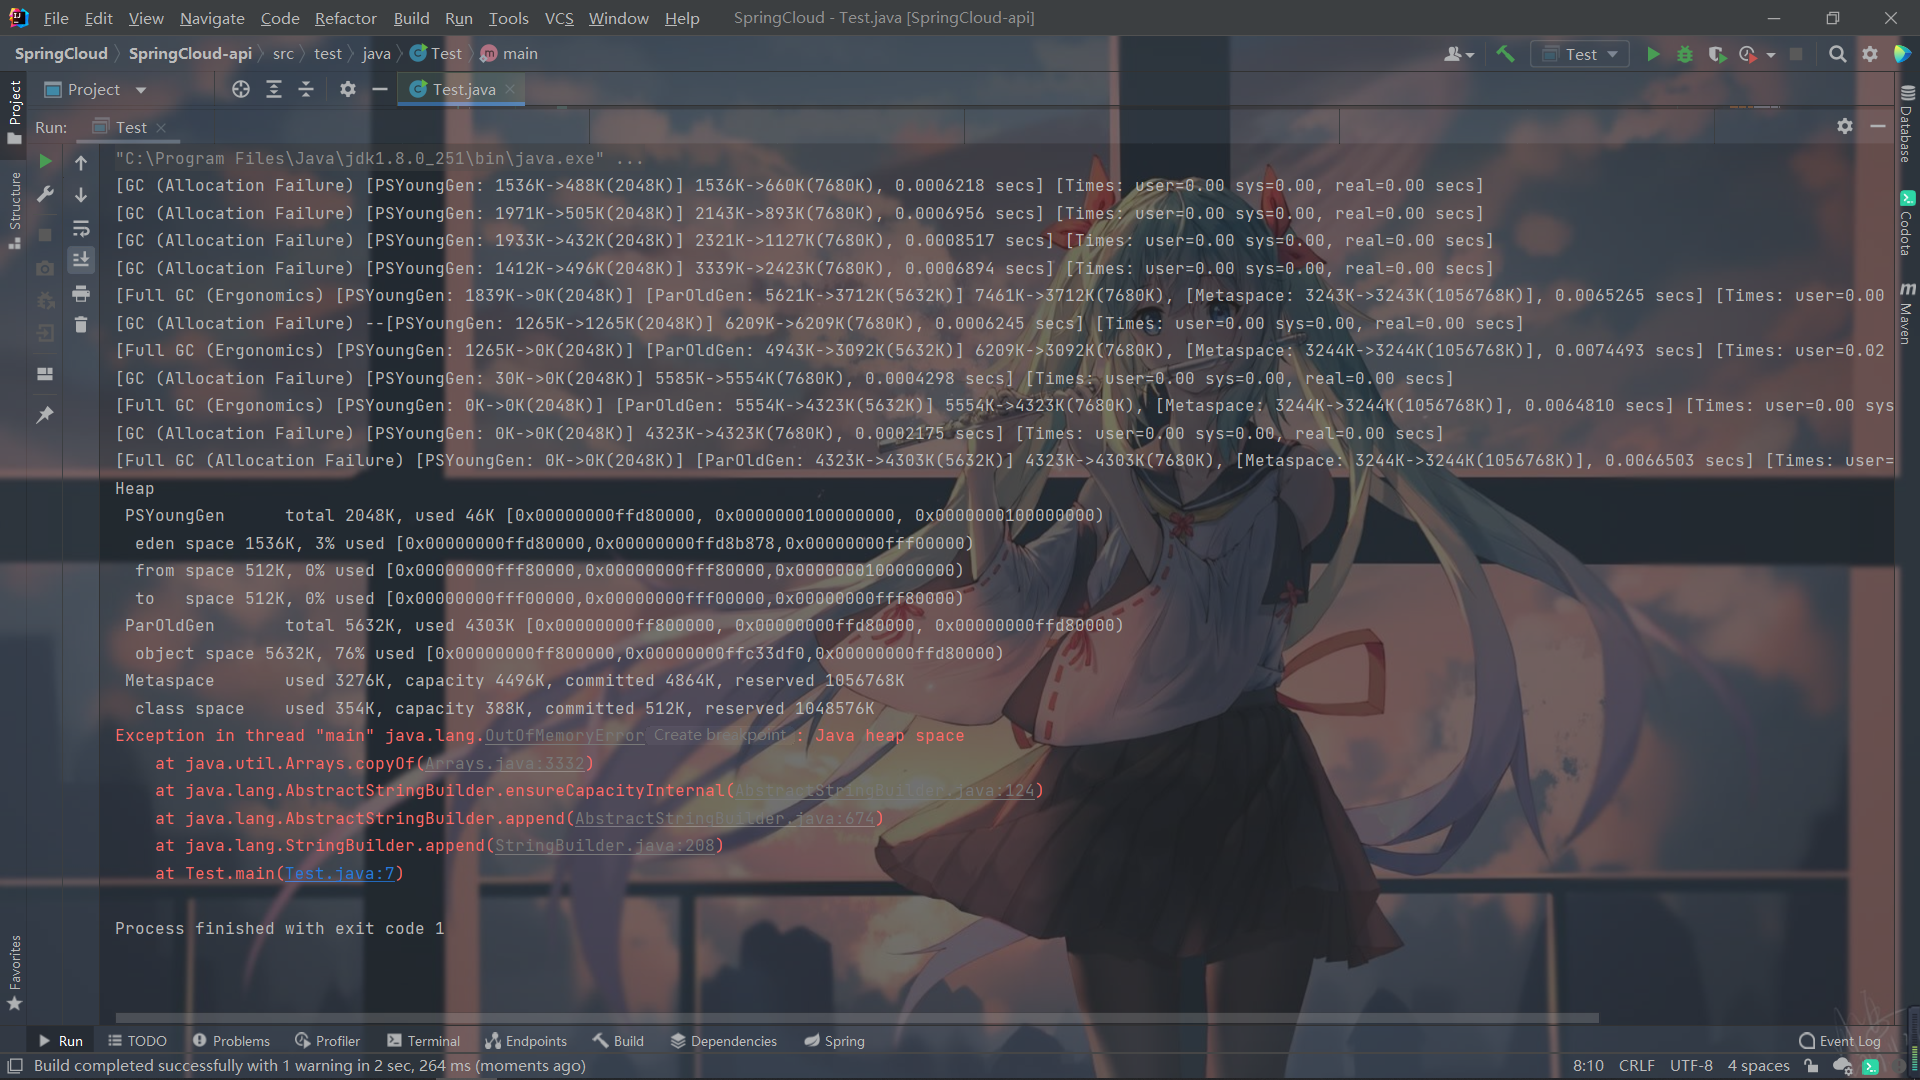 File Edit View Navigate Code Refactor Build Run Tools VCS Window Help SpringCloud - Test.java [SpringCloud-api]
SpringCloud SpringCloud-api src test java Test main Test
Project Test.java
Run: Test
"C:\Program Files\Java\jdk1.8.0_251\bin\java.exe" ...
[GC (Allocation Failure) [PSYoungGen: 1536K->488K(2048K)] 1536K->660K(7680K), 0.0006218 secs] [Times: user=0.00 sys=0.00, real=0.00 secs]
[GC (Allocation Failure) [PSYoungGen: 1971K->505K(2048K)] 2143K->893K(7680K), 0.0006956 secs] [Times: user=0.00 sys=0.00, real=0.00 secs]
[GC (Allocation Failure) [PSYoungGen: 1933K->432K(2048K)] 2321K->1127K(7680K), 0.0008517 secs] [Times: user=0.00 sys=0.00, real=0.00 secs]
[GC (Allocation Failure) [PSYoungGen: 1412K->496K(2048K)] 3339K->2423K(7680K), 0.0006894 secs] [Times: user=0.00 sys=0.00, real=0.00 secs]
[Full GC (Ergonomics) [PSYoungGen: 1839K->0K(2048K)] [ParOldGen: 5621K->3712K(5632K)] 7461K->3712K(7680K), [Metaspace: 3243K->3243K(1056768K)], 0.0065265 secs] [Times: user=0.00
[GC (Allocation Failure) --[PSYoungGen: 1265K->1265K(2048K)] 6209K->6209K(7680K), 0.0006245 secs] [Times: user=0.00 sys=0.00, real=0.00 secs]
[Full GC (Ergonomics) [PSYoungGen: 1265K->0K(2048K)] [ParOldGen: 4943K->3092K(5632K)] 6209K->3092K(7680K), [Metaspace: 3244K->3244K(1056768K)], 0.0074493 secs] [Times: user=0.02
[GC (Allocation Failure) [PSYoungGen: 30K->0K(2048K)] 5585K->5554K(7680K), 0.0004298 secs] [Times: user=0.00 sys=0.00, real=0.00 secs]
[Full GC (Ergonomics) [PSYoungGen: 0K->0K(2048K)] [ParOldGen: 5554K->4323K(5632K)] 5554K->4323K(7680K), [Metaspace: 3244K->3244K(1056768K)], 0.0064810 secs] [Times: user=0.00 sys
[GC (Allocation Failure) [PSYoungGen: 0K->0K(2048K)] 4323K->4323K(7680K), 0.0002175 secs] [Times: user=0.00 sys=0.00, real=0.00 secs]
[Full GC (Allocation Failure) [PSYoungGen: 0K->0K(2048K)] [ParOldGen: 4323K->4303K(5632K)] 4323K->4303K(7680K), [Metaspace: 3244K->3244K(1056768K)], 0.0066503 secs] [Times: user=
Heap
PSYoungGen total 2048K, used 46K [0x00000000ffd80000, 0x0000000100000000, 0x0000000100000000)
eden space 1536K, 3% used [0x00000000ffd80000,0x00000000ffd8b878,0x00000000fff00000)
from space 512K, 0% used [0x00000000fff80000,0x00000000fff80000,0x0000000100000000)
to space 512K, 0% used [0x00000000fff00000,0x00000000fff00000,0x00000000fff80000)
ParOldGen total 5632K, used 4303K [0x00000000ff800000, 0x00000000ffd80000, 0x00000000ffd80000)
object space 5632K, 76% used [0x00000000ff800000,0x00000000ffc33df0,0x00000000ffd80000)
Metaspace used 3276K, capacity 4496K, committed 4864K, reserved 1056768K
class space used 354K, capacity 388K, committed 512K, reserved 1048576K
Exception in thread "main" java.lang.OutOfMemoryError Create breakpoint : Java heap space
at java.util.Arrays.copyOf(Arrays.java:3332)
at java.lang.AbstractStringBuilder.ensureCapacityInternal(AbstractStringBuilder.java:124)
at java.lang.AbstractStringBuilder.append(AbstractStringBuilder.java:674)
at java.lang.StringBuilder.append(StringBuilder.java:208)
at Test.main(Test.java:7)
Process finished with exit code 1
Project
Structure
Favorites
Database
Codota
Maven
Run TODO Problems Profiler Terminal Endpoints Build Dependencies Spring Event Log
Build completed successfully with 1 warning in 2 sec, 264 ms (moments ago) 8:10 CRLF UTF-8 4 spaces